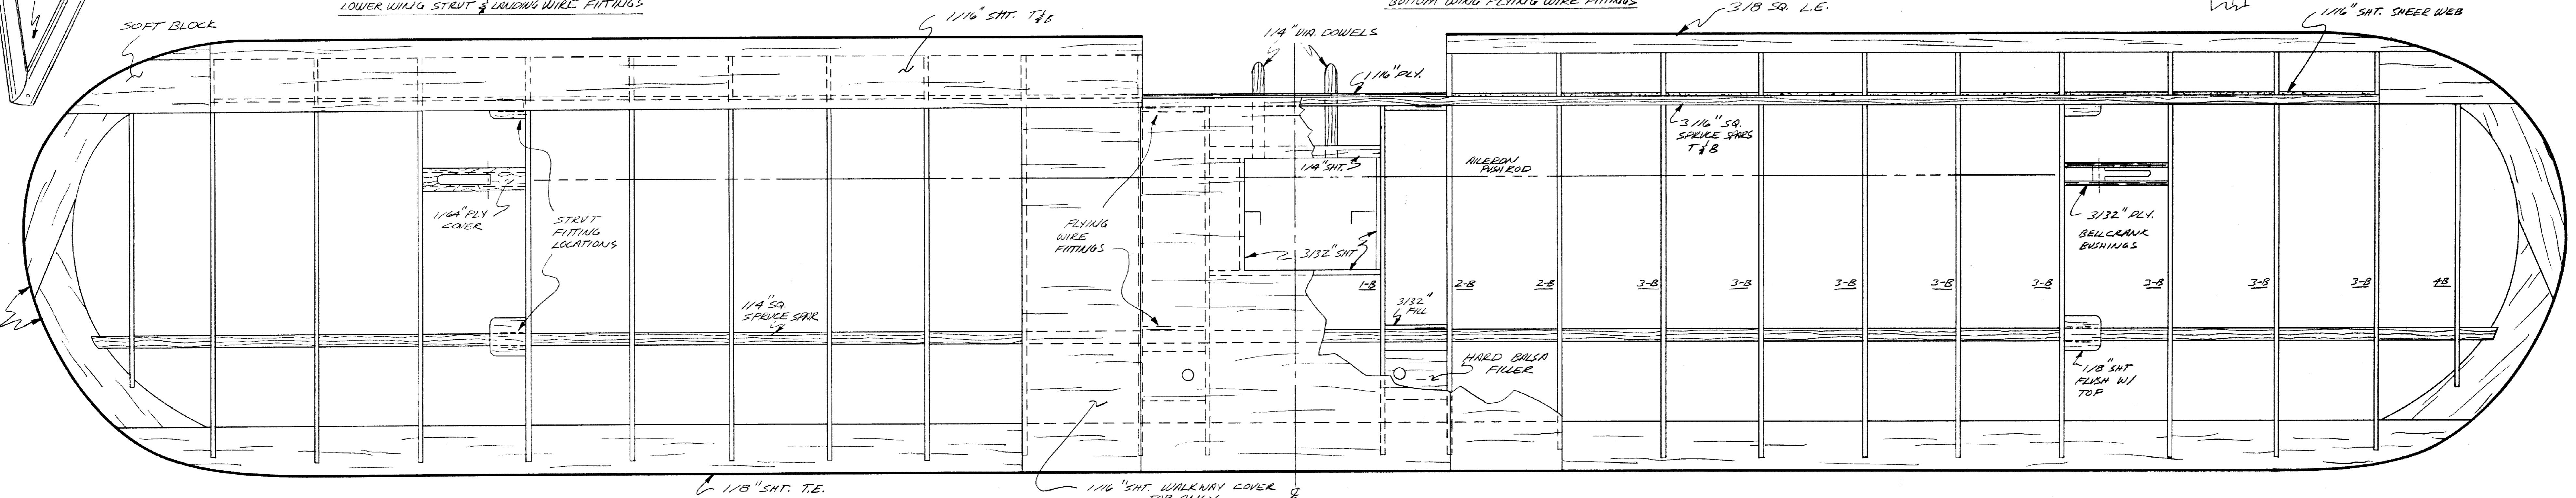 LOWER WING STRUT & LANDING WIRE FITTINGS
BOTTOM WING FLYING WIRE FITTINGS
SOFT BLOCK
1/16" SHT. T&B
1/4" DIA. DOWELS
3/8 SQ. L.E.
1/16" SHT. SHEER WEB
1/16" PLY.
3/16" SQ.
SPRUCE SPARS
T&B
1/4" SHT.
AILERON
PUSHROD
1/64" PLY
COVER
STRUT
FITTING
LOCATIONS
FLYING
WIRE
FITTINGS
3/32" SHT
3/32" PLY.
BELLCRANK
BUSHINGS
1-B
2-B
2-B
3-B
3-B
3-B
3-B
3-B
3-B
3-B
3-B
4-B
1/4" SQ.
SPRUCE SPAR
3/32"
FILL
HARD BALSA
FILLER
1/8" SHT
FLUSH W/
TOP
1/8" SHT. T.E.
1/16" SHT. WALKWAY COVER
TOP ONLY
℄